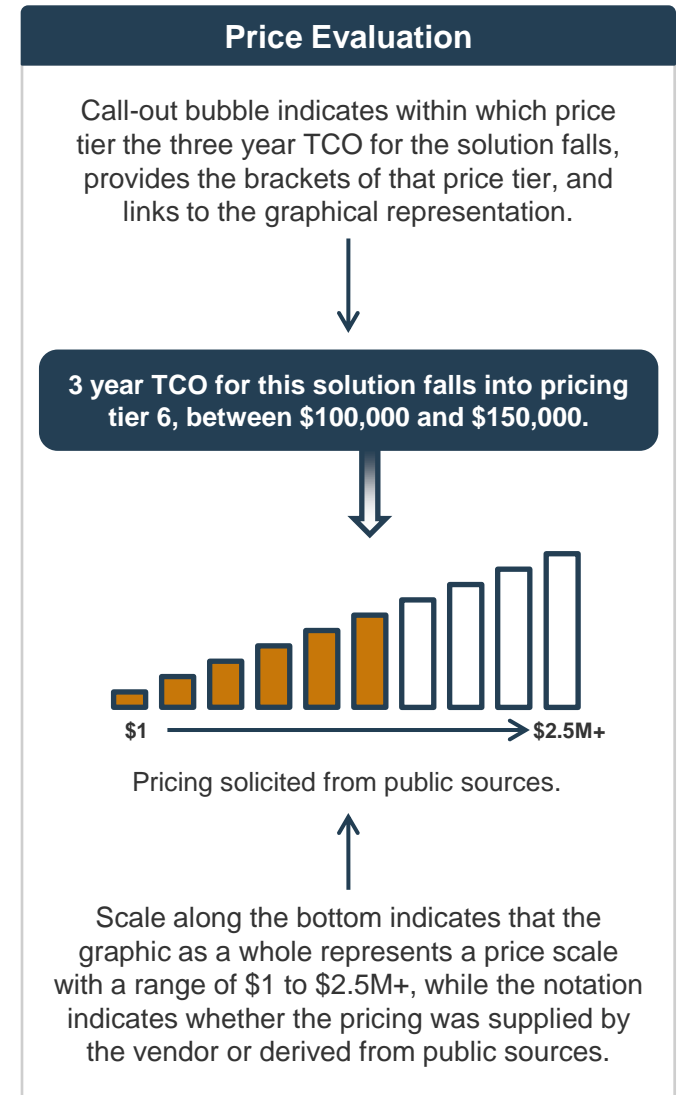 Price Evaluation
Call-out bubble indicates within which price
tier the three year TCO for the solution falls,
provides the brackets of that price tier, and
links to the graphical representation.
3 year TCO for this solution falls into pricing
tier 6, between $100,000 and $150,000.
$1
$2.5M+
Pricing solicited from public sources.
Scale along the bottom indicates that the
graphic as a whole represents a price scale
with a range of $1 to $2.5M+, while the notation
indicates whether the pricing was supplied by
the vendor or derived from public sources.